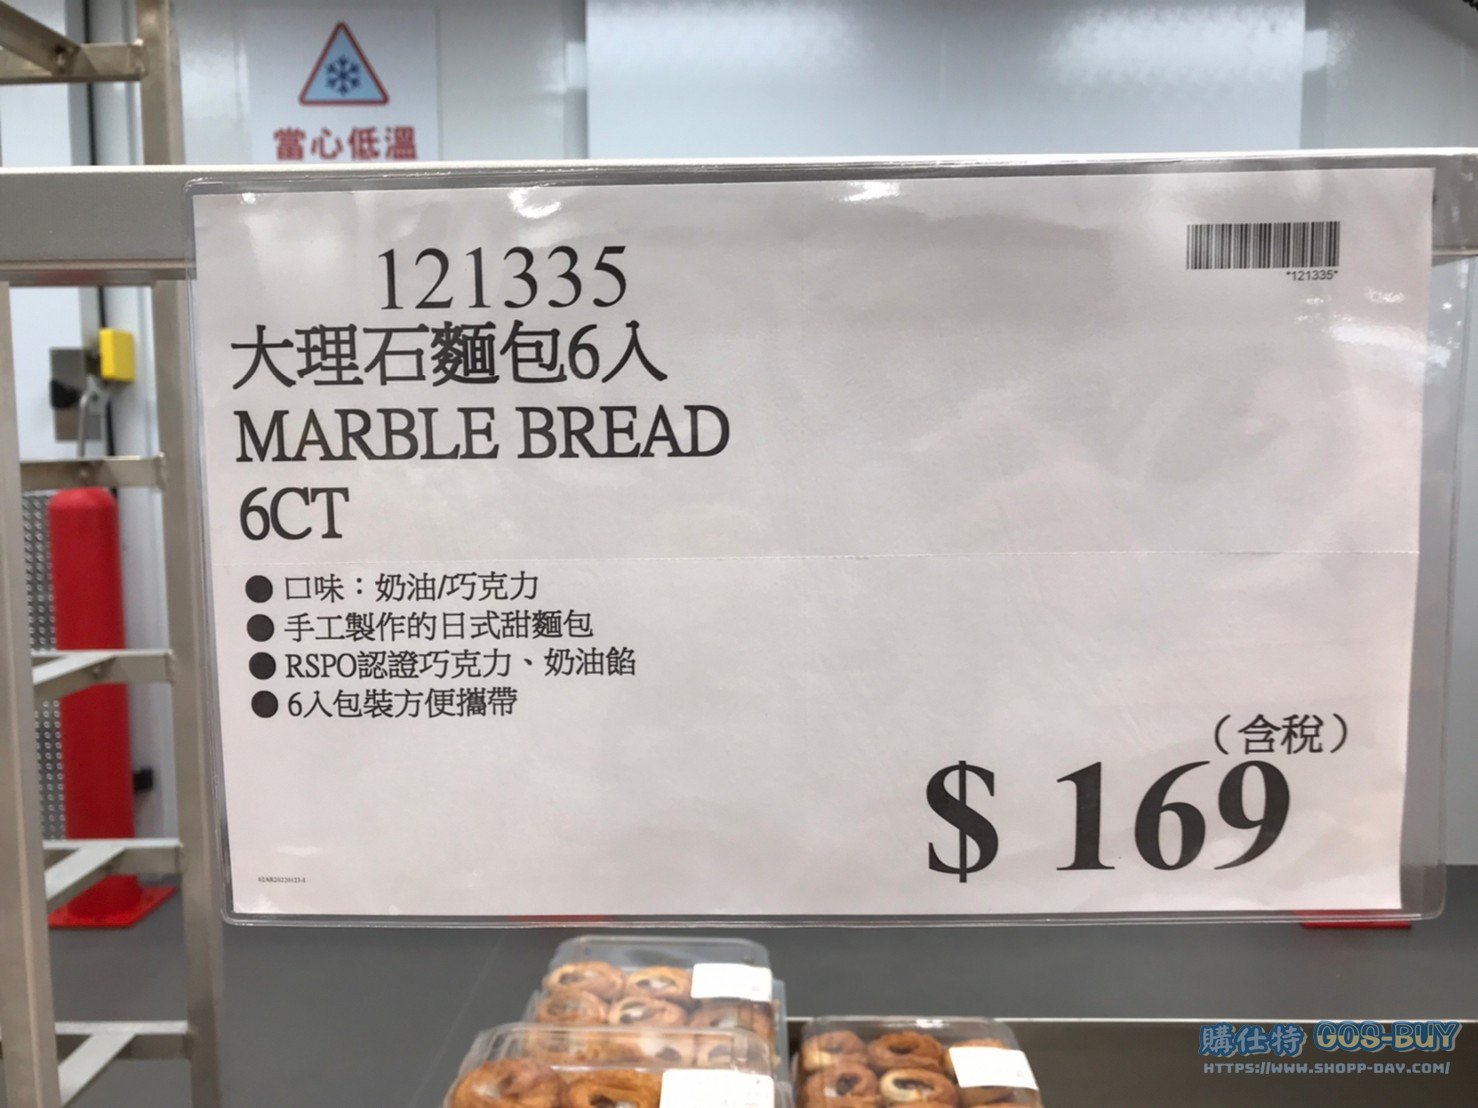 當心低溫
121335
*121335*
大理石麵包6入
MARBLE BREAD
6CT
● 口味：奶油/巧克力
● 手工製作的日式甜麵包
● RSPO認證巧克力、奶油餡
● 6入包裝方便攜帶
（含稅）
$ 169
購仕特 GOS-BUY
HTTPS://WWW.SHOPP-DAY.COM/